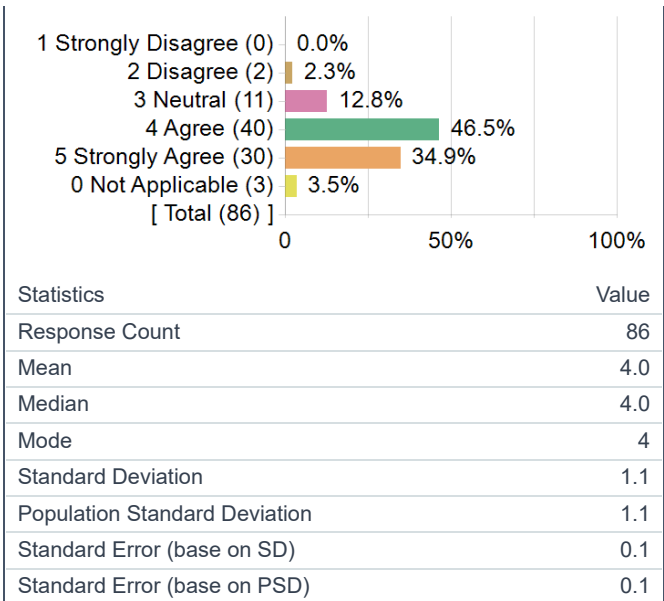 1 Strongly Disagree (0) 0.0%
2 Disagree (2) 2.3%
3 Neutral (11) 12.8%
4 Agree (40) 46.5%
5 Strongly Agree (30) 34.9%
0 Not Applicable (3) 3.5%
[ Total (86) ]
0 50% 100%
Statistics Value
Response Count 86
Mean 4.0
Median 4.0
Mode 4
Standard Deviation 1.1
Population Standard Deviation 1.1
Standard Error (base on SD) 0.1
Standard Error (base on PSD) 0.1